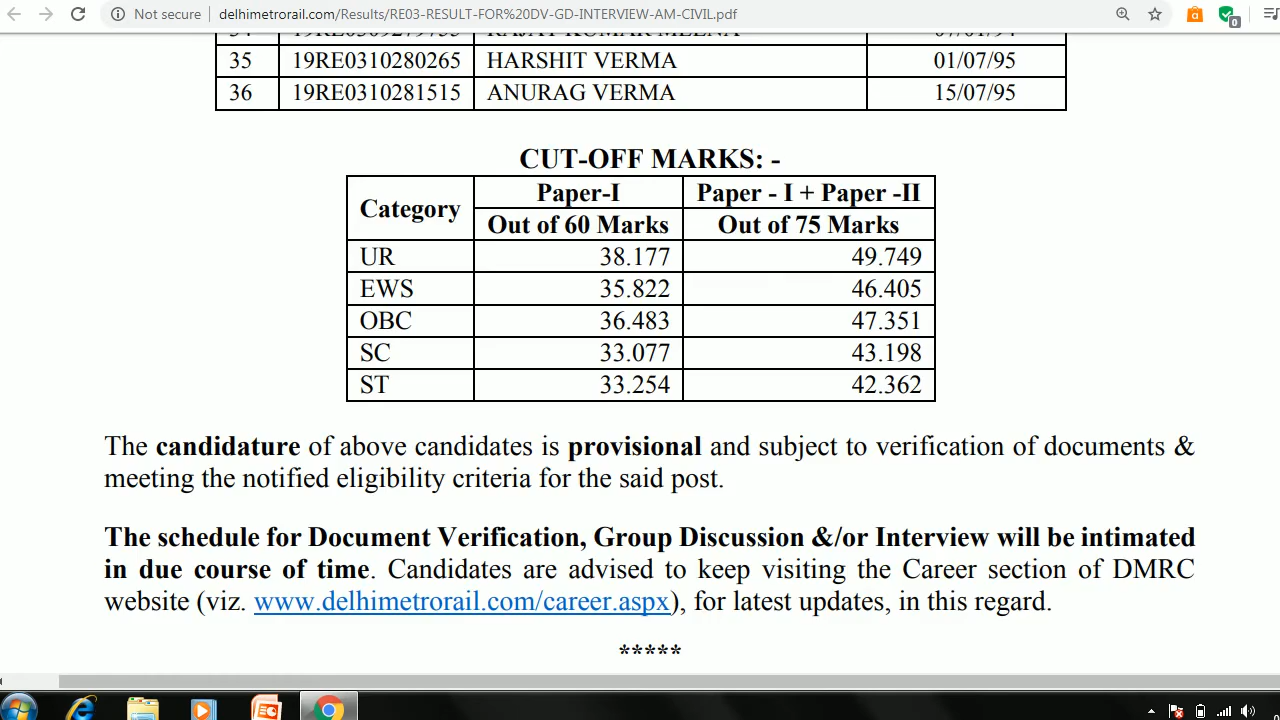 Not secure | delhimetrorail.com/Results/RE03-RESULT-FOR%20DV-GD-INTERVIEW-AM-CIVIL.pdf
35 19RE0310280265 HARSHIT VERMA 01/07/95
36 19RE0310281515 ANURAG VERMA 15/07/95
CUT-OFF MARKS: -
Category Paper-I Paper - I + Paper -II
Out of 60 Marks Out of 75 Marks
UR 38.177 49.749
EWS 35.822 46.405
OBC 36.483 47.351
SC 33.077 43.198
ST 33.254 42.362
The candidature of above candidates is provisional and subject to verification of documents &
meeting the notified eligibility criteria for the said post.
The schedule for Document Verification, Group Discussion &/or Interview will be intimated
in due course of time. Candidates are advised to keep visiting the Career section of DMRC
website (viz. www.delhimetrorail.com/career.aspx), for latest updates, in this regard.
*****